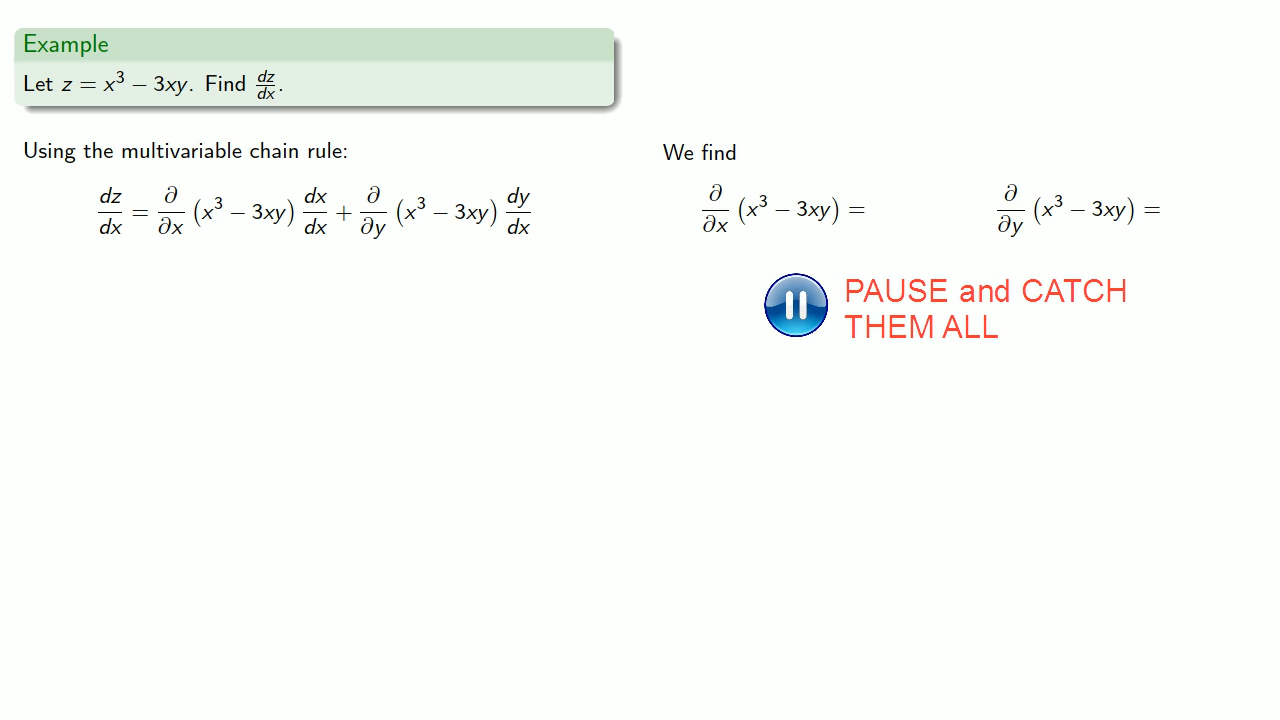 Example
Let z = x³ − 3xy. Find dz/dx.
Using the multivariable chain rule:
dz/dx = ∂/∂x (x³ − 3xy) dx/dx + ∂/∂y (x³ − 3xy) dy/dx
We find
∂/∂x (x³ − 3xy) = ∂/∂y (x³ − 3xy) =
PAUSE and CATCH
THEM ALL